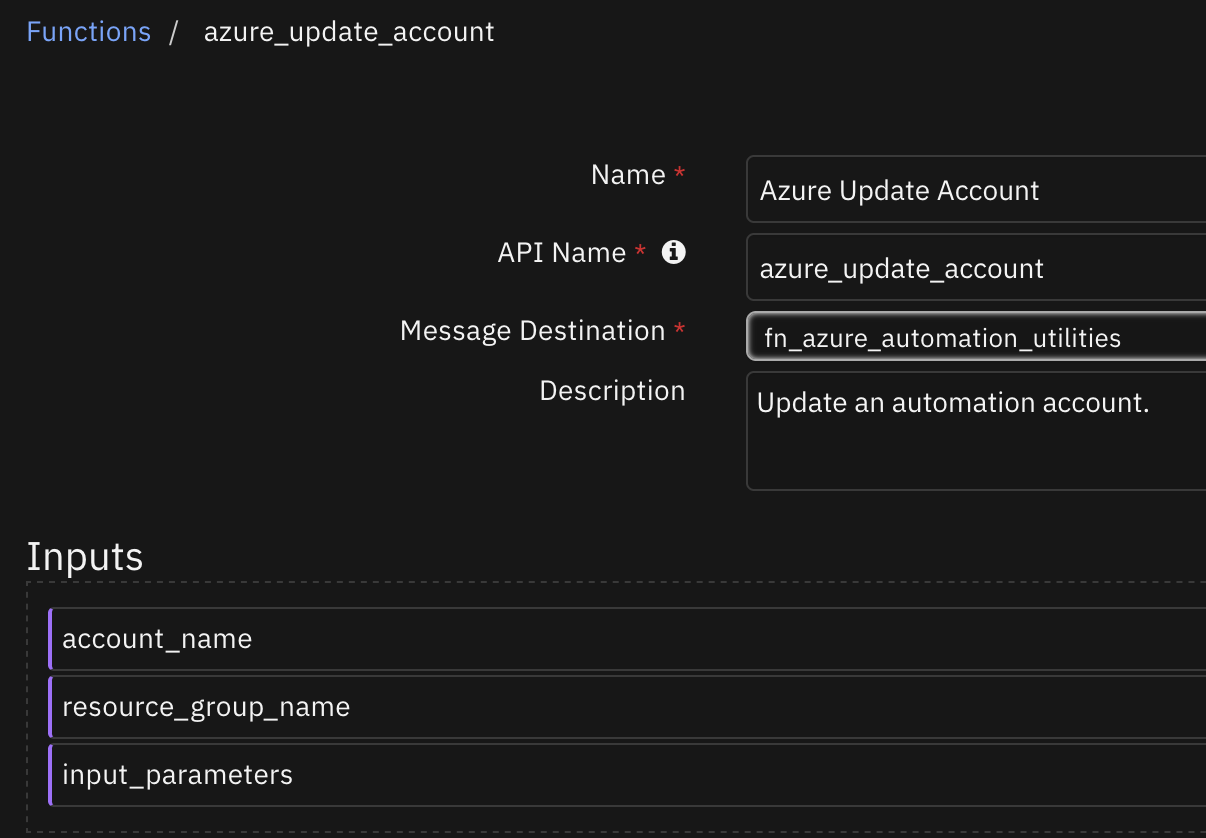 Functions / azure_update_account
Name *
Azure Update Account
API Name *
azure_update_account
Message Destination *
fn_azure_automation_utilities
Description
Update an automation account.
Inputs
account_name
resource_group_name
input_parameters